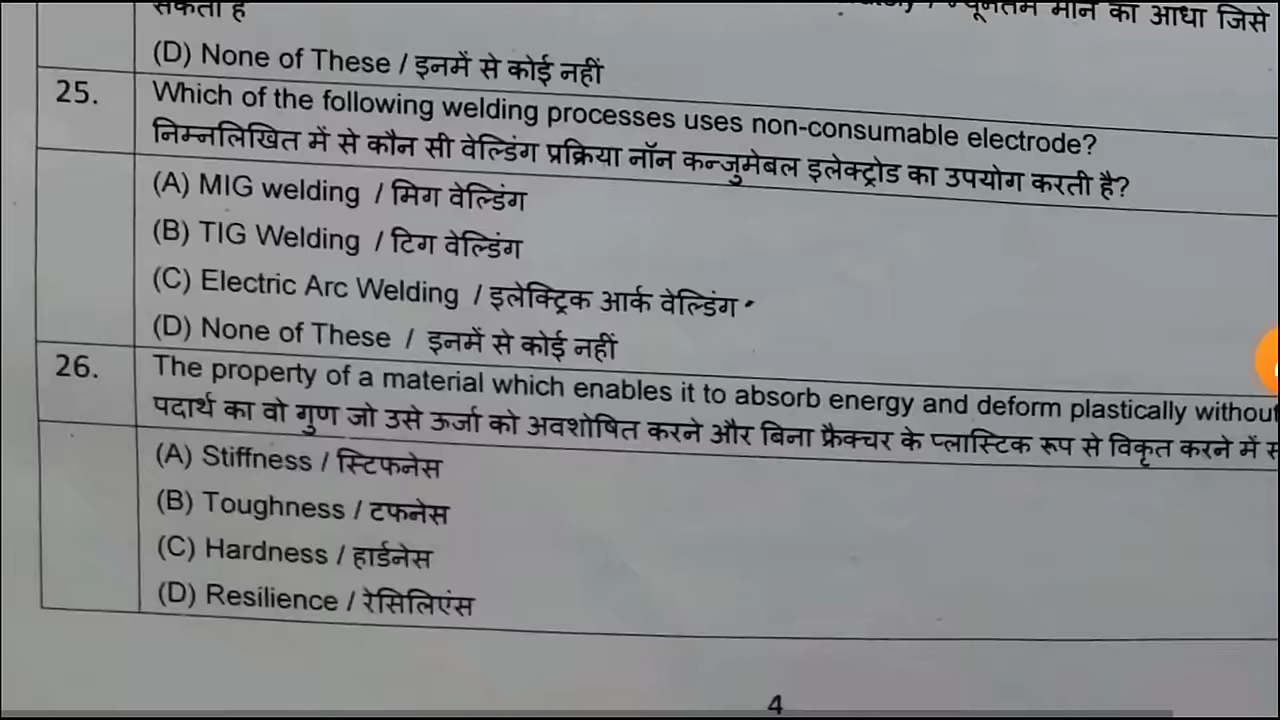 सकता है
न्यूनतम मान का आधा जिसे
(D) None of These / इनमें से कोई नहीं
25. Which of the following welding processes uses non-consumable electrode?
निम्नलिखित में से कौन सी वेल्डिंग प्रक्रिया नॉन कन्जुमेबल इलेक्ट्रोड का उपयोग करती है?
(A) MIG welding / मिग वेल्डिंग
(B) TIG Welding / टिग वेल्डिंग
(C) Electric Arc Welding / इलेक्ट्रिक आर्क वेल्डिंग
(D) None of These / इनमें से कोई नहीं
26. The property of a material which enables it to absorb energy and deform plastically without
पदार्थ का वो गुण जो उसे ऊर्जा को अवशोषित करने और बिना फ्रैक्चर के प्लास्टिक रूप से विकृत करने में
(A) Stiffness / स्टिफनेस
(B) Toughness / टफनेस
(C) Hardness / हार्डनेस
(D) Resilience / रेसिलिएंस
4